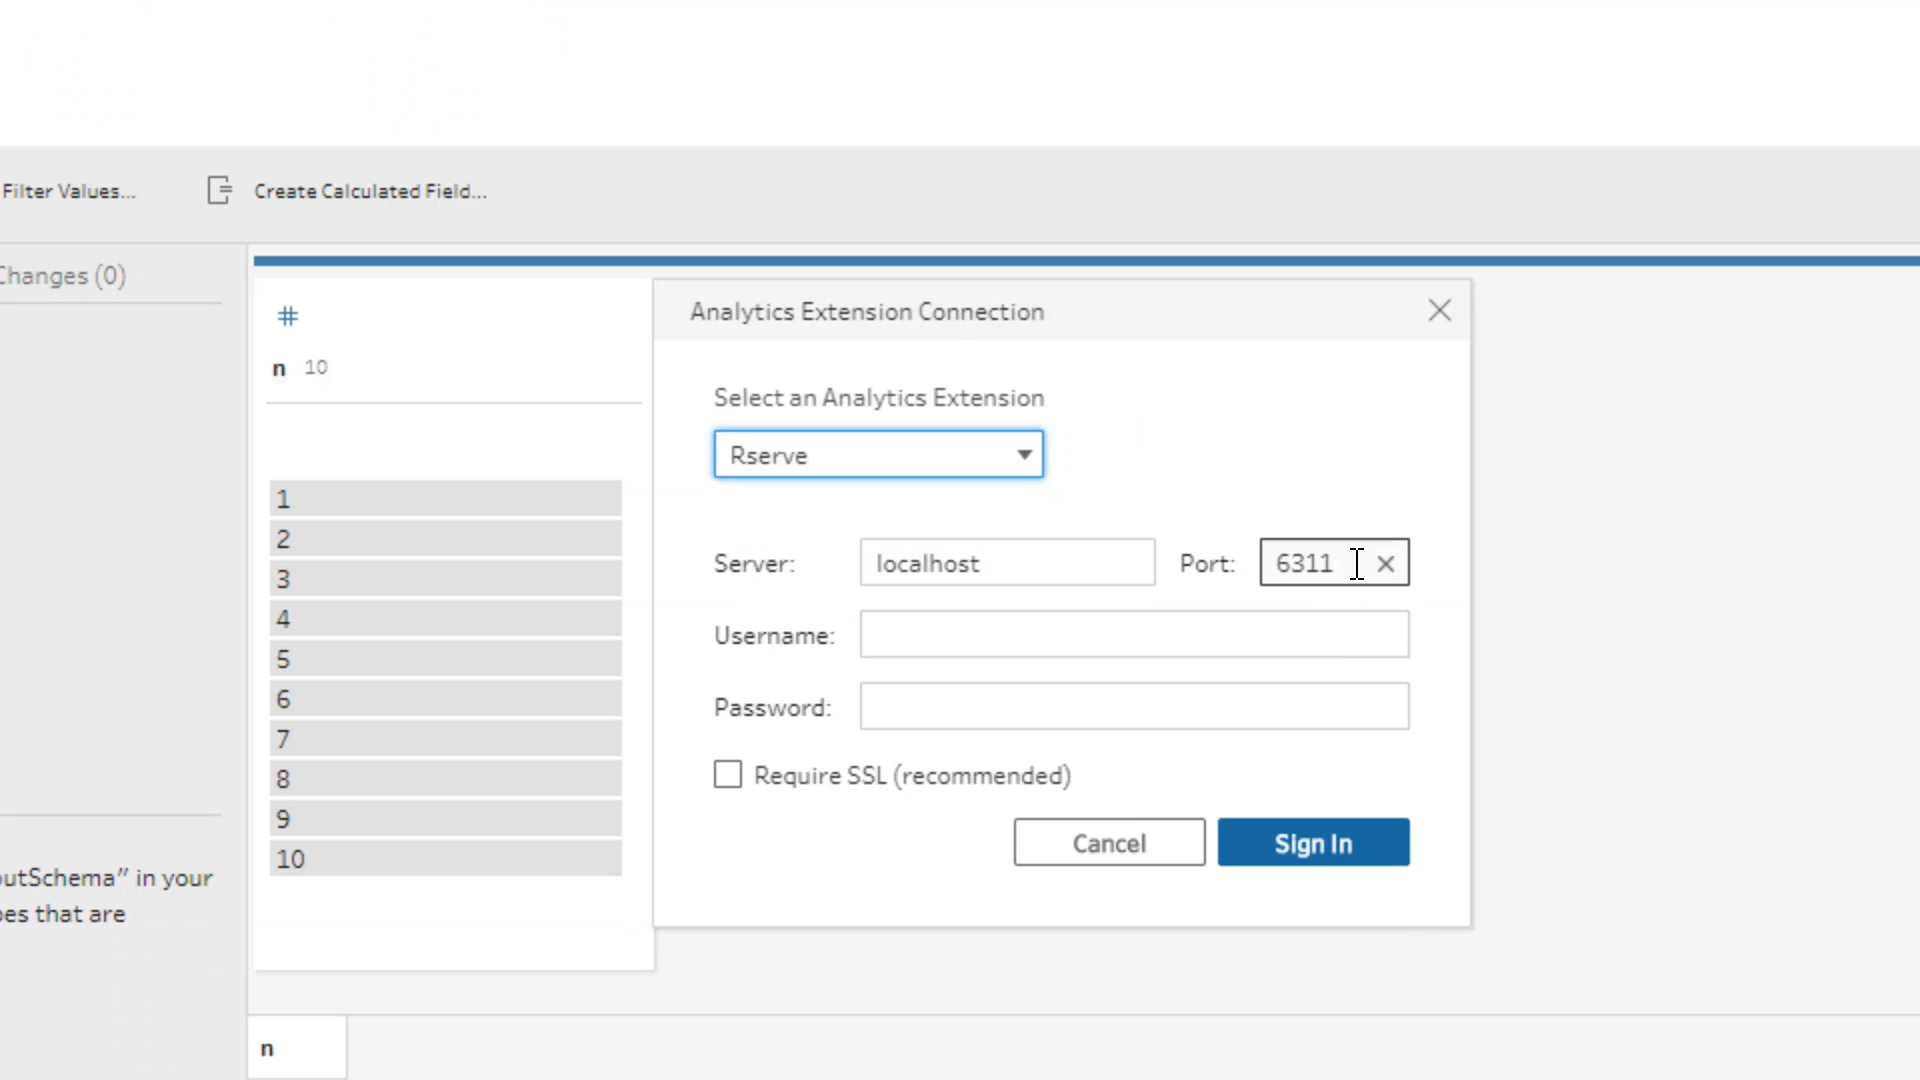 Filter Values...
Create Calculated Field...
Changes (0)
#
n 10
1
2
3
4
5
6
7
8
9
10
Analytics Extension Connection
Select an Analytics Extension
Rserve
Server: localhost Port: 6311
Username:
Password:
Require SSL (recommended)
Cancel Sign In
outSchema" in your
that are
n